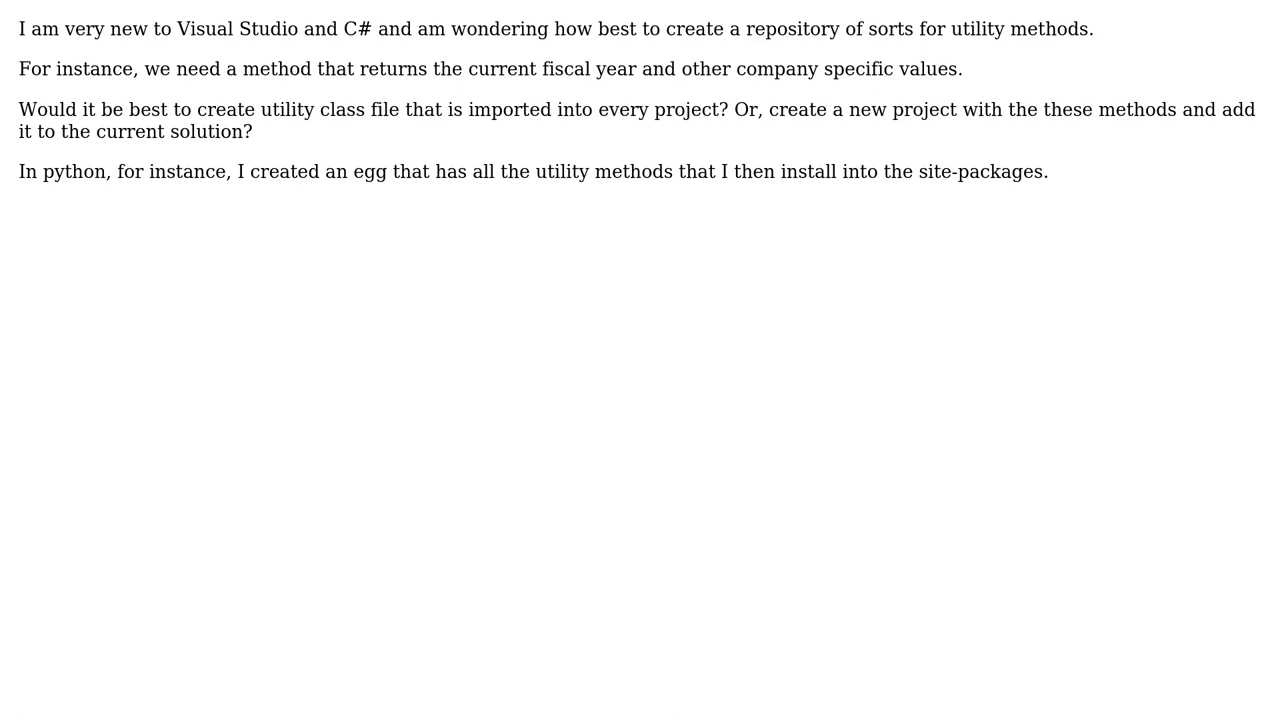 I am very new to Visual Studio and C# and am wondering how best to create a repository of sorts for utility methods.
For instance, we need a method that returns the current fiscal year and other company specific values.
Would it be best to create utility class file that is imported into every project? Or, create a new project with the these methods and add
it to the current solution?
In python, for instance, I created an egg that has all the utility methods that I then install into the site-packages.